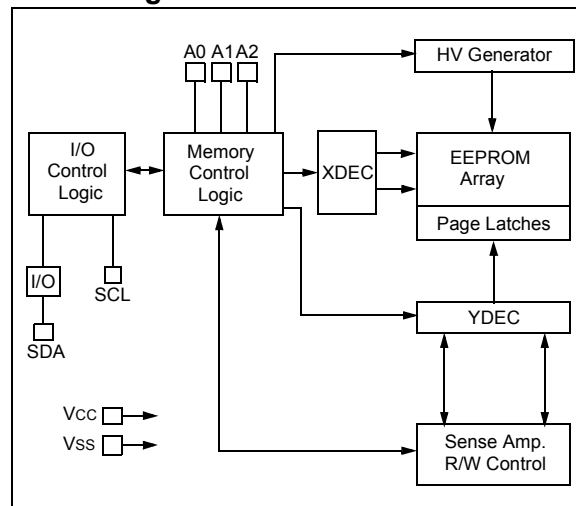 A0 A1 A2
HV Generator
I/O
Control
Logic
Memory
Control
Logic
XDEC
EEPROM
Array
Page Latches
I/O
SCL
SDA
YDEC
VCC
VSS
Sense Amp.
R/W Control